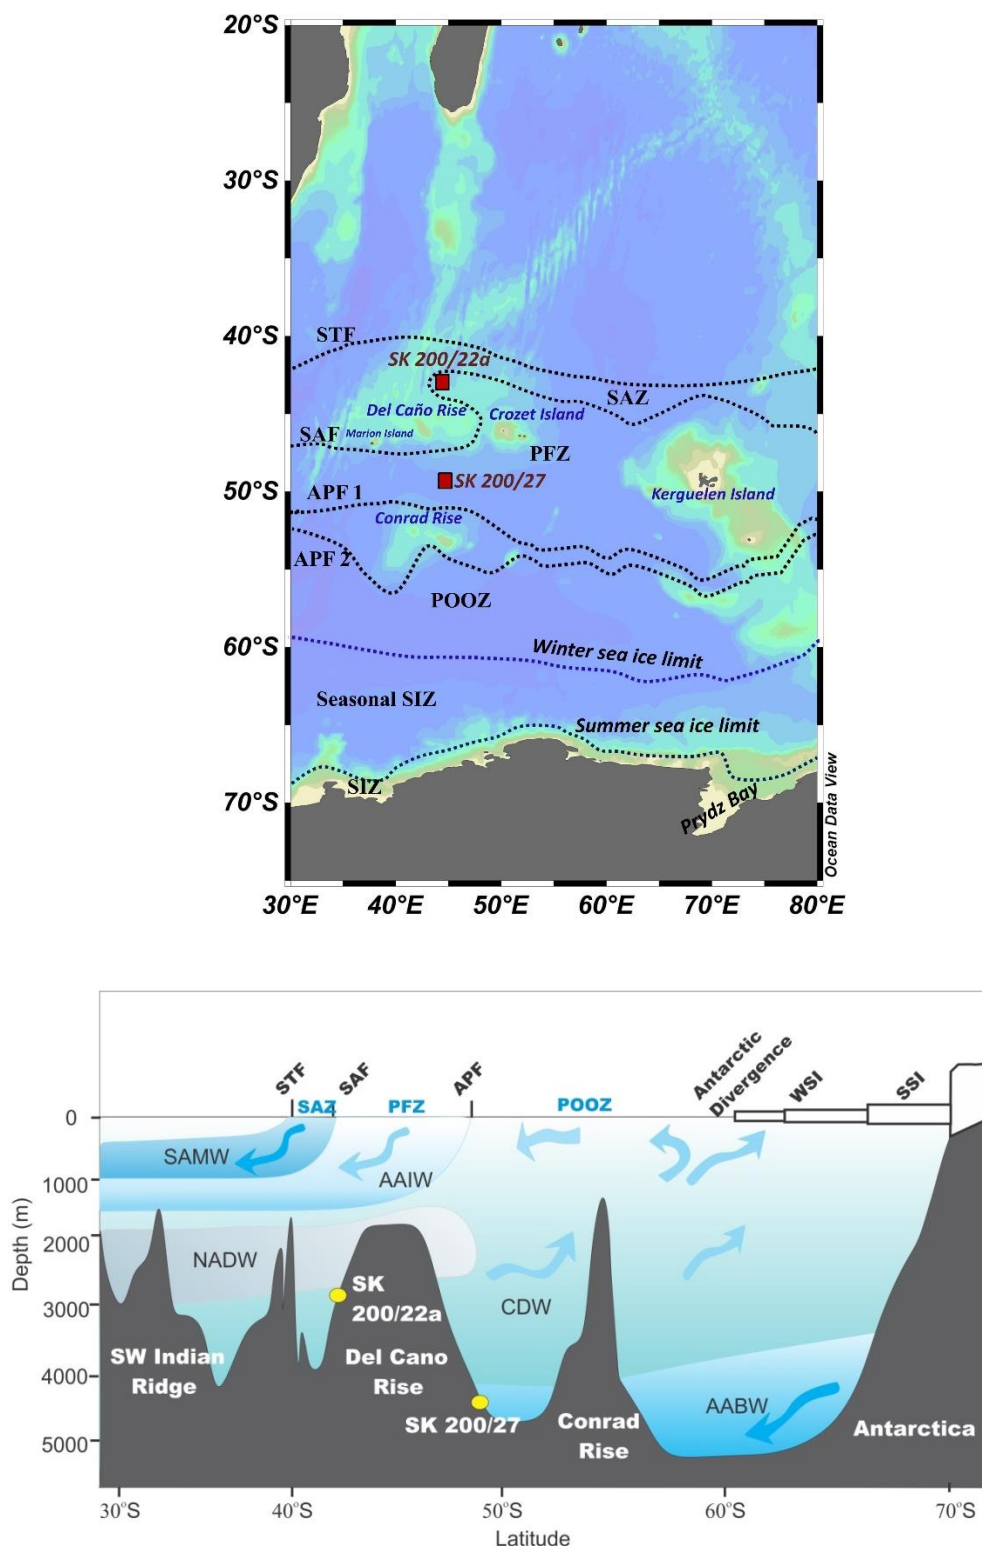 20°S
30°S
40°S
STF
SK 200/22a
SAZ
Del Caño Rise
Crozet Island
SAF
Marion Island
PFZ
SK 200/27
50°S
APF 1
Kerguelen Island
Conrad Rise
APF 2
POOZ
60°S
Winter sea ice limit
Seasonal SIZ
Summer sea ice limit
SIZ
70°S
Prydz Bay
Ocean Data View
30°E 40°E 50°E 60°E 70°E 80°E
STF SAF APF Antarctic Divergence WSI SSI
SAZ PFZ POOZ
0
SAMW
AAIW
1000
2000
NADW
Depth (m)
SK
200/22a
CDW
3000
SW Indian
Ridge
Del Cano
Rise
4000
AABW
SK 200/27
Conrad
Rise
Antarctica
5000
30°S 40°S 50°S 60°S 70°S
Latitude